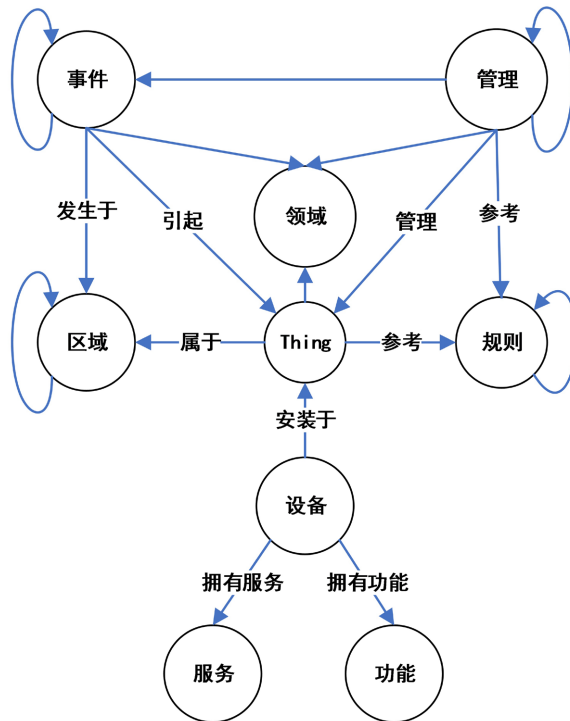 事件
管理
发生于
引起
领域
管理
参考
区域
属于
Thing
参考
规则
安装于
设备
拥有服务
拥有功能
服务
功能